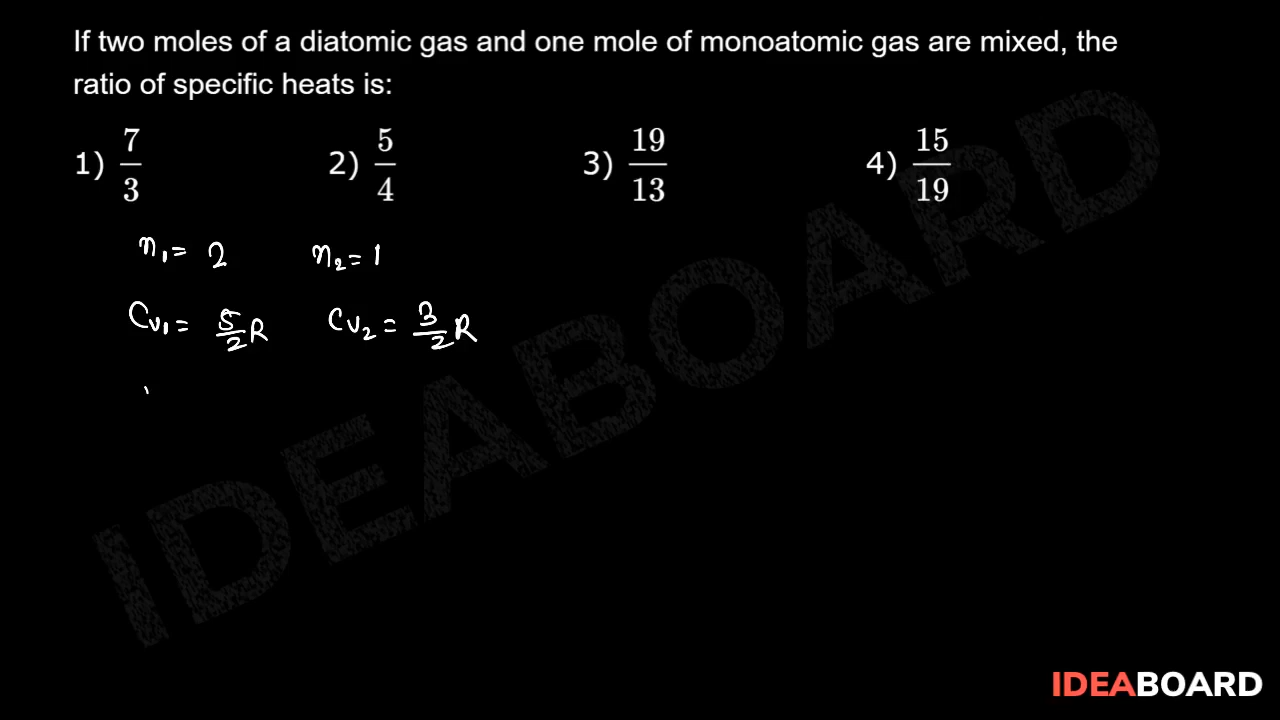 If two moles of a diatomic gas and one mole of monoatomic gas are mixed, the
ratio of specific heats is:
1) 7/3 2) 5/4 3) 19/13 4) 15/19
n₁ = 2 n₂ = 1
Cv₁ = 5/2 R Cv₂ = 3/2 R
IDEABOARD
IDEABOARD